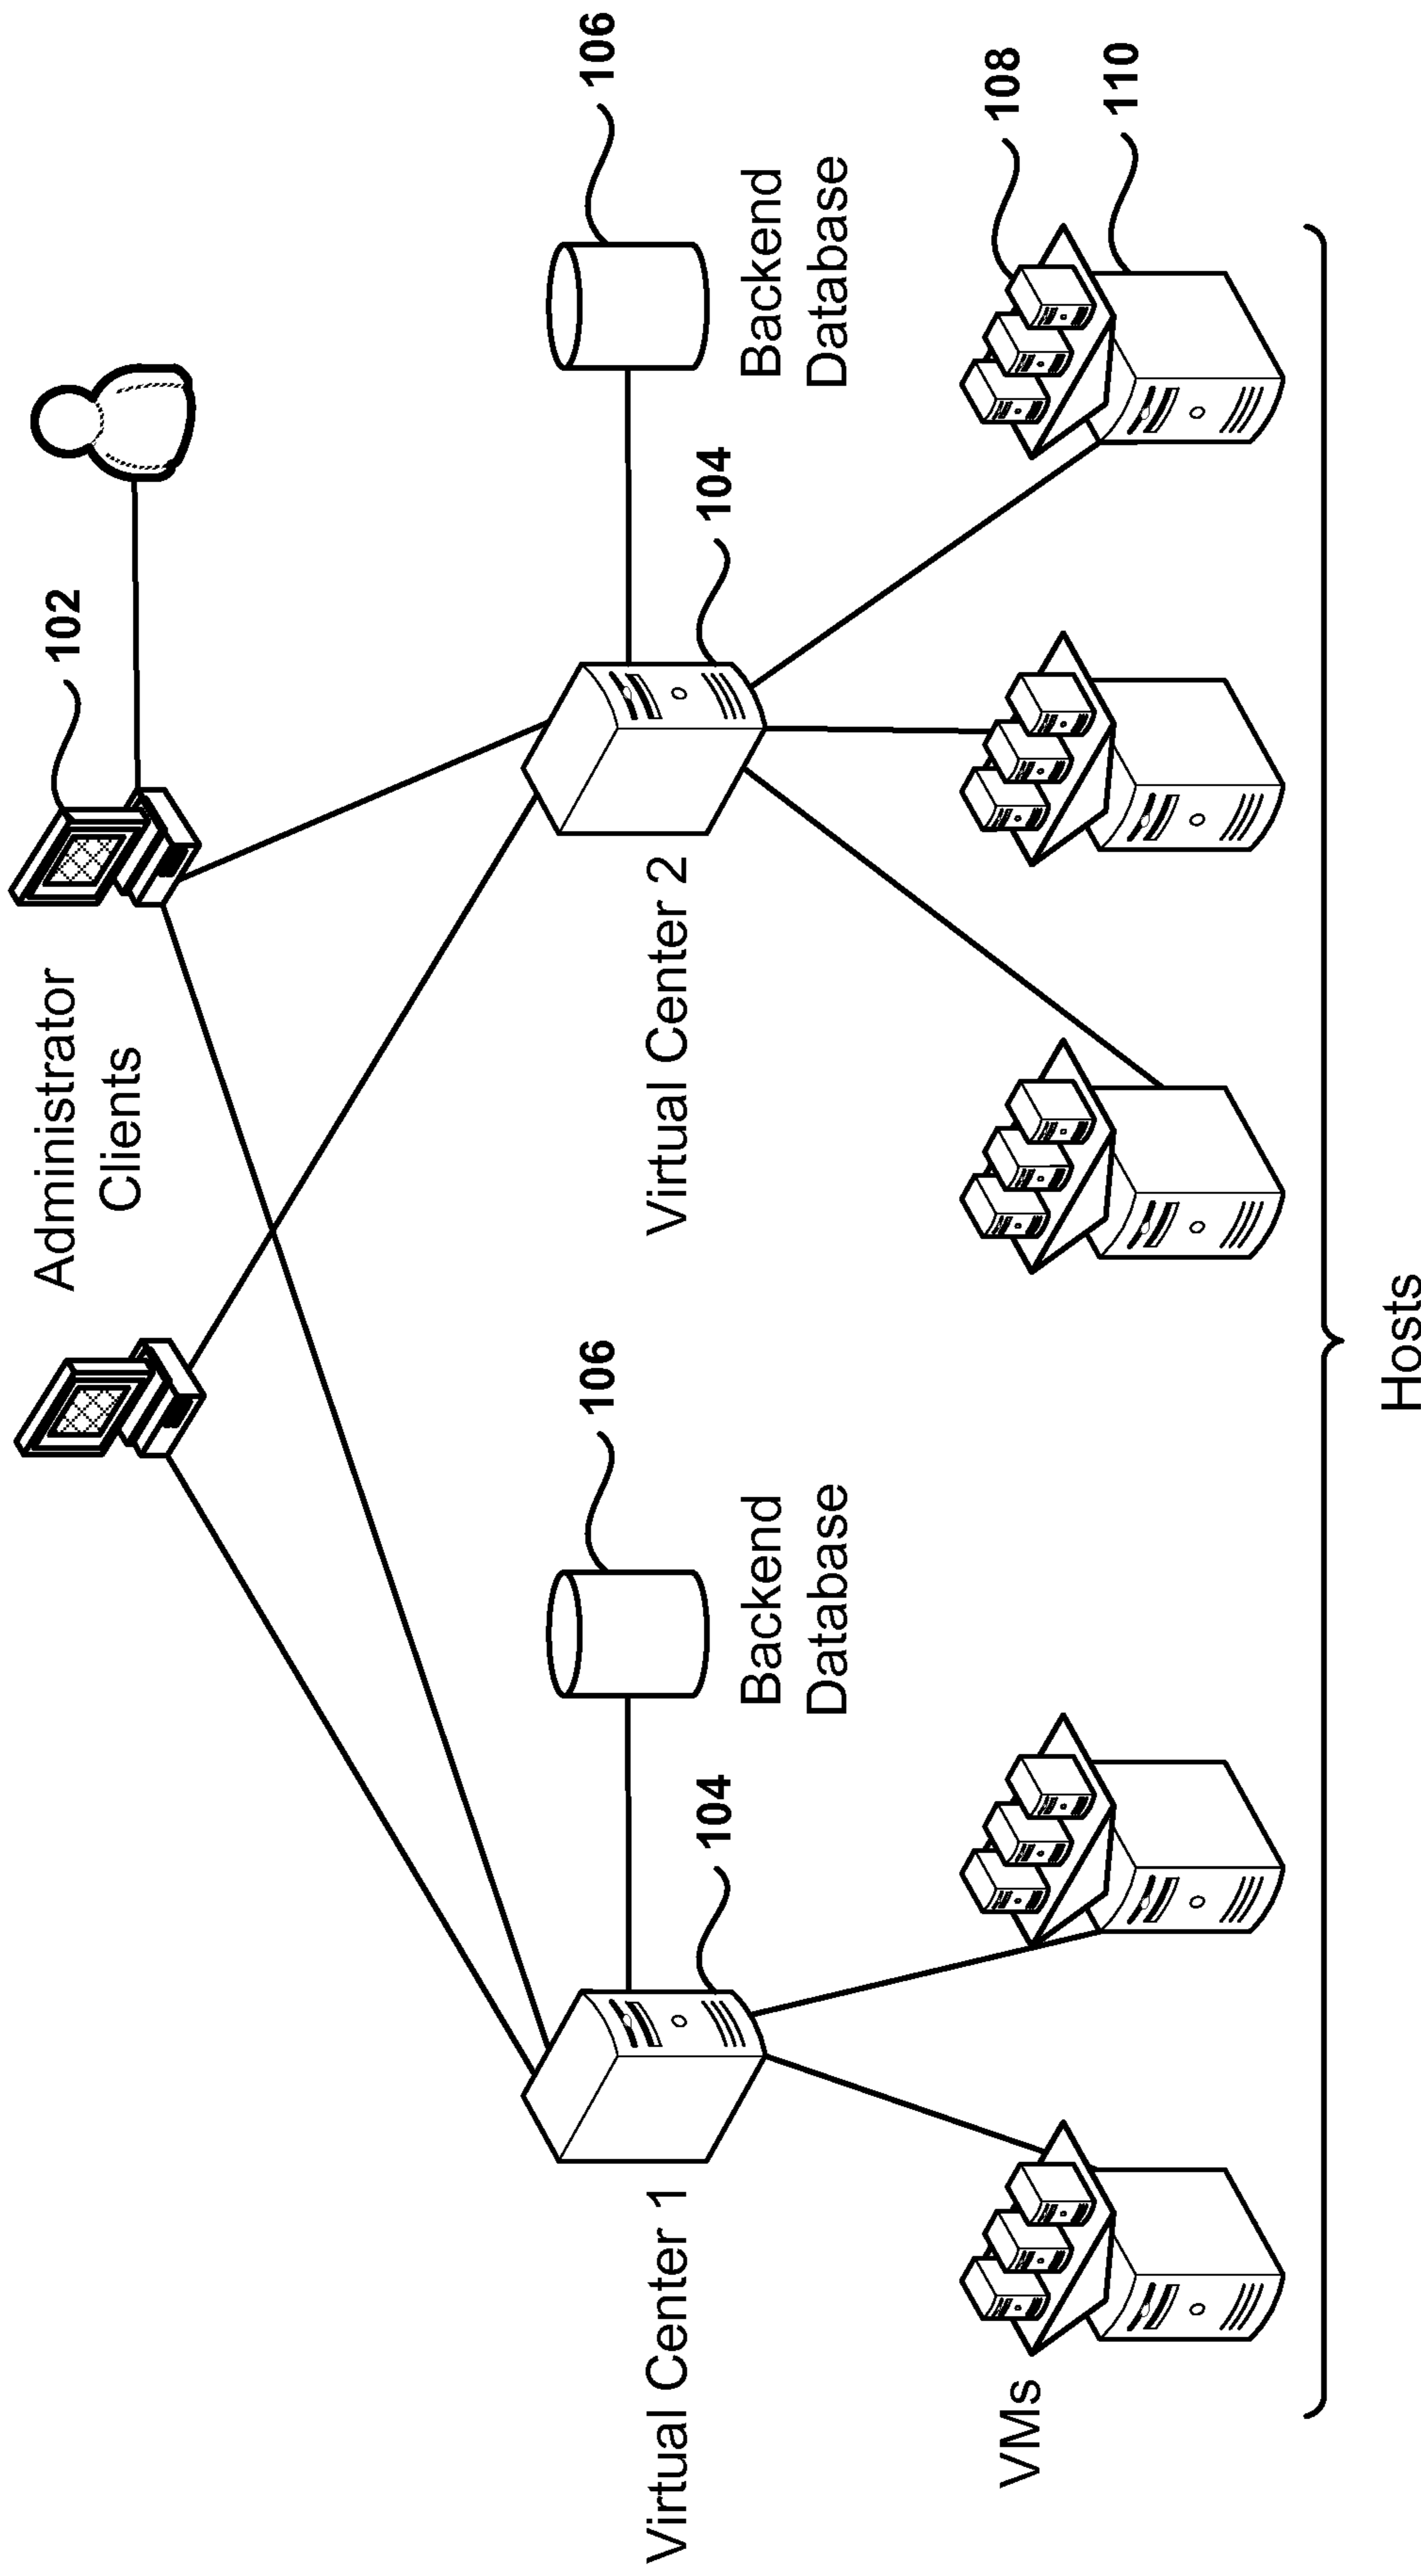 102
Administrator
Clients
106
106
104
104
Virtual Center 1
Backend
Database
Virtual Center 2
Backend
Database
VMs
108
110
Hosts